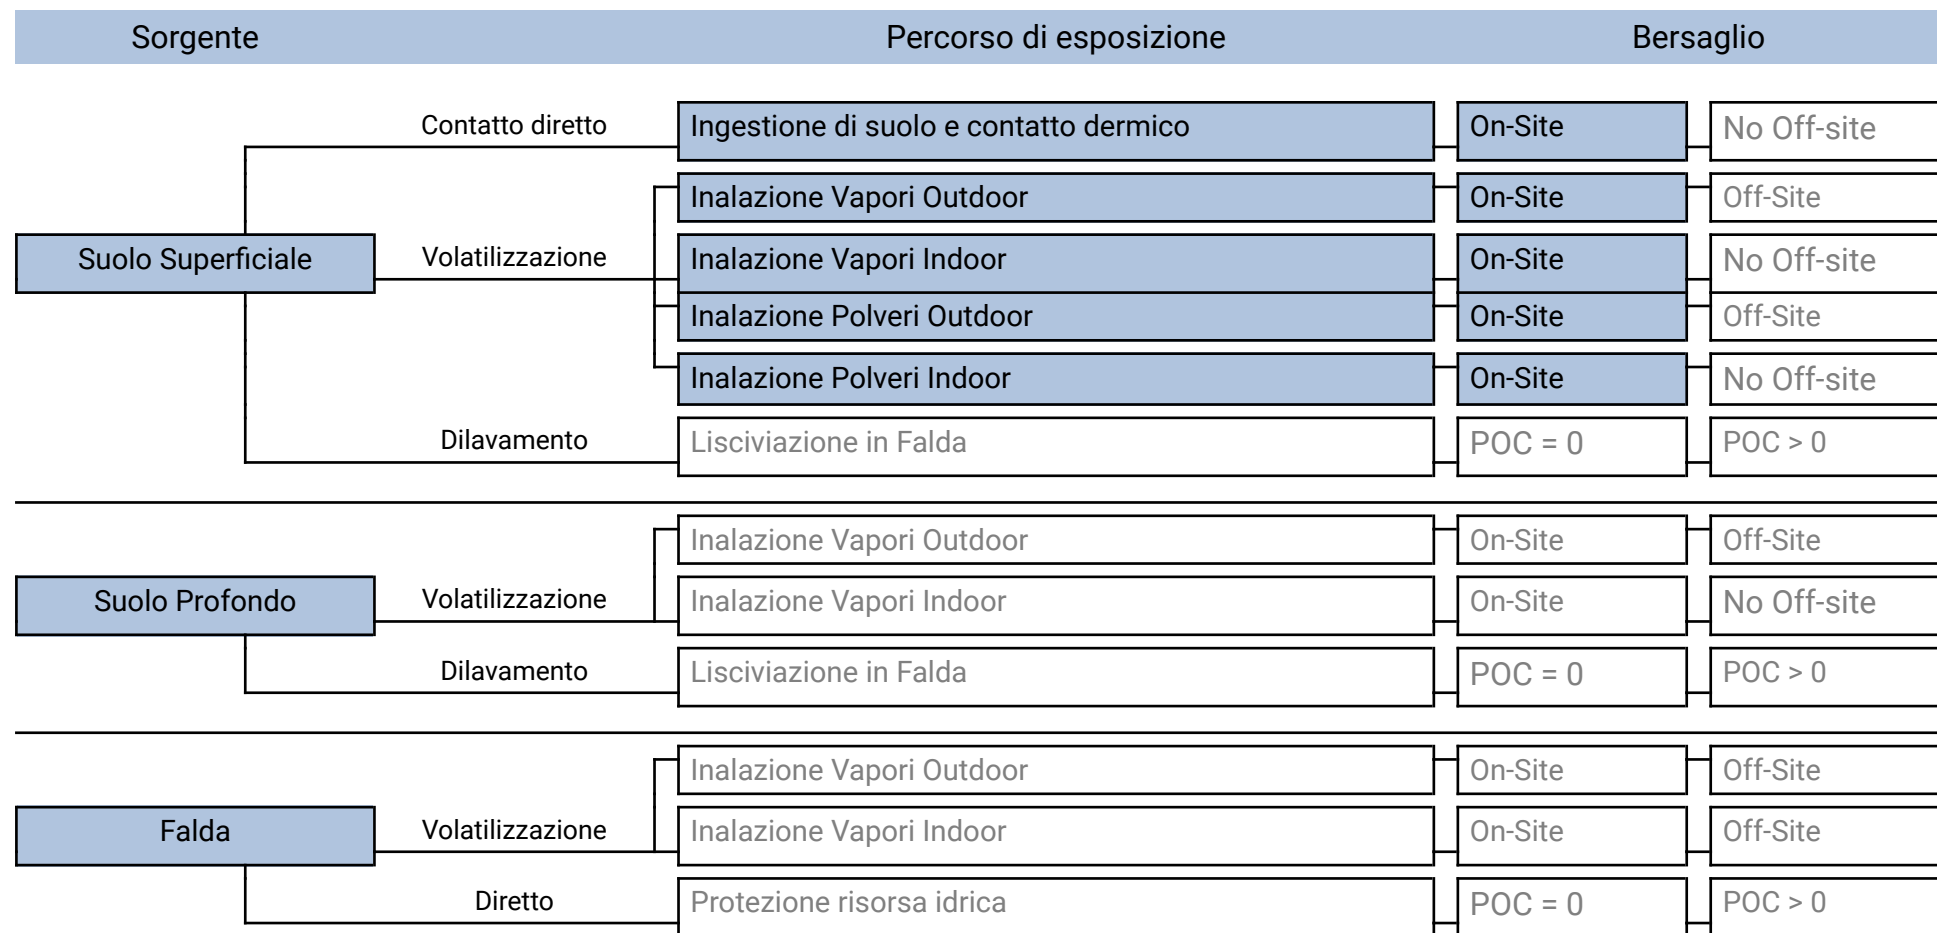 Sorgente Percorso di esposizione Bersaglio
Contatto diretto Ingestione di suolo e contatto dermico On-Site No Off-site
Inalazione Vapori Outdoor On-Site Off-Site
Suolo Superficiale Volatilizzazione Inalazione Vapori Indoor On-Site No Off-site
Inalazione Polveri Outdoor On-Site Off-Site
Inalazione Polveri Indoor On-Site No Off-site
Dilavamento Lisciviazione in Falda POC = 0 POC > 0
Inalazione Vapori Outdoor On-Site Off-Site
Suolo Profondo Volatilizzazione Inalazione Vapori Indoor On-Site No Off-site
Dilavamento Lisciviazione in Falda POC = 0 POC > 0
Inalazione Vapori Outdoor On-Site Off-Site
Falda Volatilizzazione Inalazione Vapori Indoor On-Site Off-Site
Diretto Protezione risorsa idrica POC = 0 POC > 0